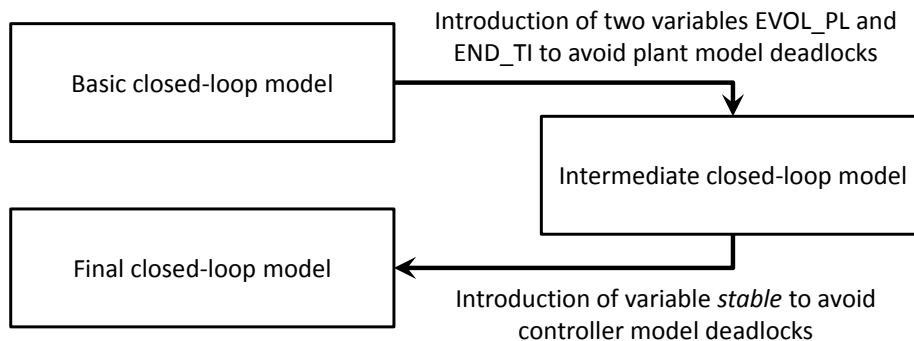 Introduction of two variables EVOL_PL and
END_TI to avoid plant model deadlocks
Basic closed-loop model
Intermediate closed-loop model
Final closed-loop model
Introduction of variable stable to avoid
controller model deadlocks